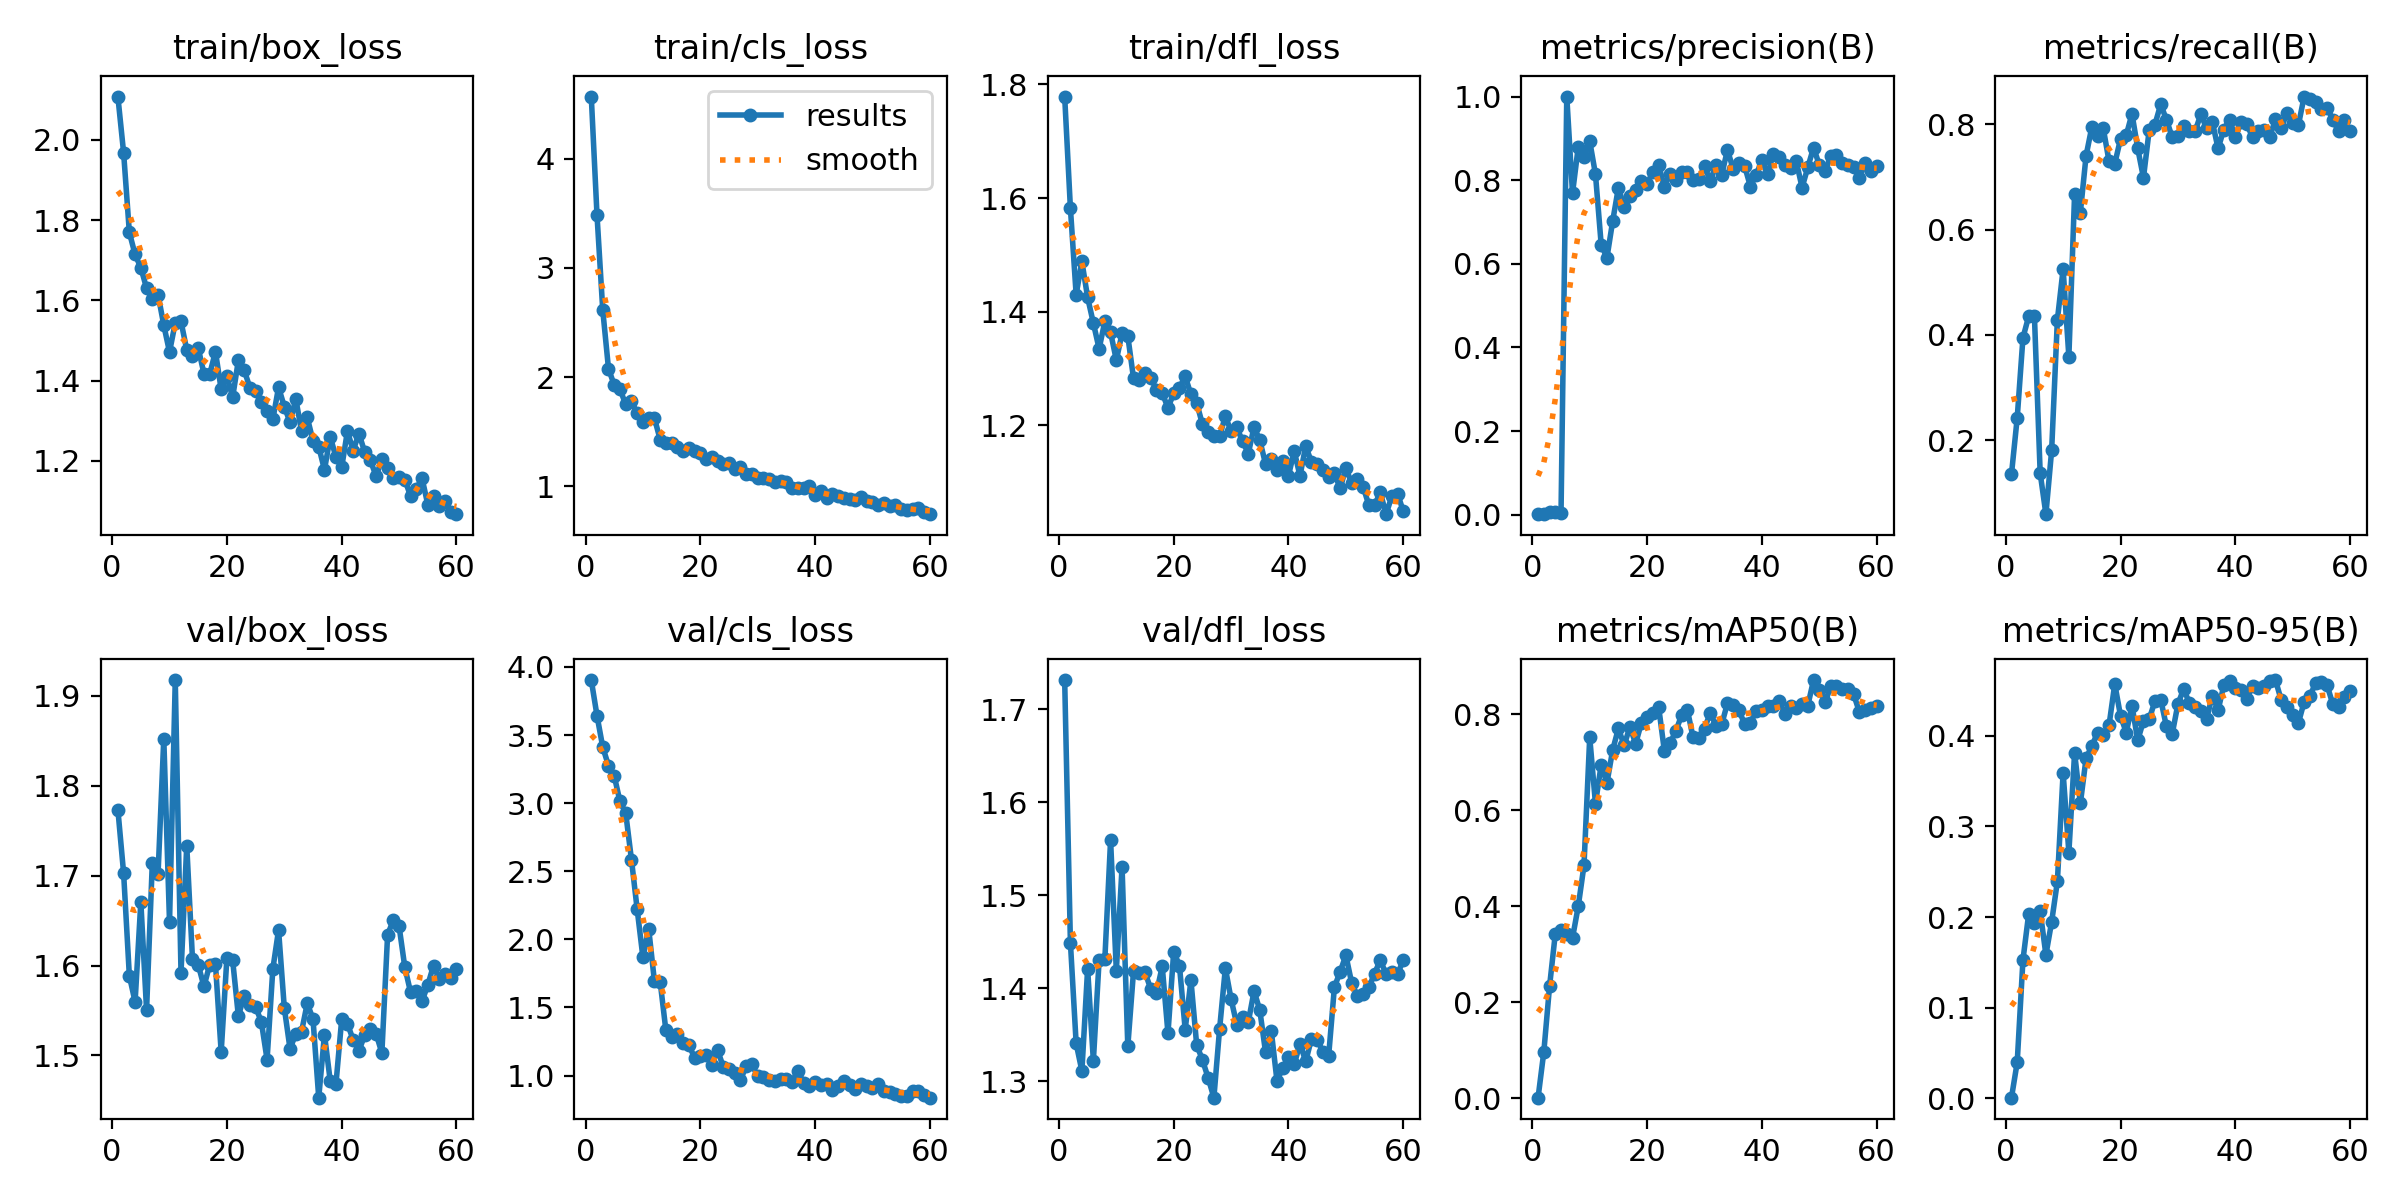 train/box_loss
train/cls_loss
train/dfl_loss
metrics/precision(B)
metrics/recall(B)
2.0
1.8
1.6
1.4
1.2
0 20 40 60
results
smooth
4
3
2
1
0 20 40 60
1.8
1.6
1.4
1.2
0 20 40 60
1.0
0.8
0.6
0.4
0.2
0.0
0 20 40 60
0.8
0.6
0.4
0.2
0 20 40 60
val/box_loss
val/cls_loss
val/dfl_loss
metrics/mAP50(B)
metrics/mAP50-95(B)
1.9
1.8
1.7
1.6
1.5
0 20 40 60
4.0
3.5
3.0
2.5
2.0
1.5
1.0
0 20 40 60
1.7
1.6
1.5
1.4
1.3
0 20 40 60
0.8
0.6
0.4
0.2
0.0
0 20 40 60
0.4
0.3
0.2
0.1
0.0
0 20 40 60